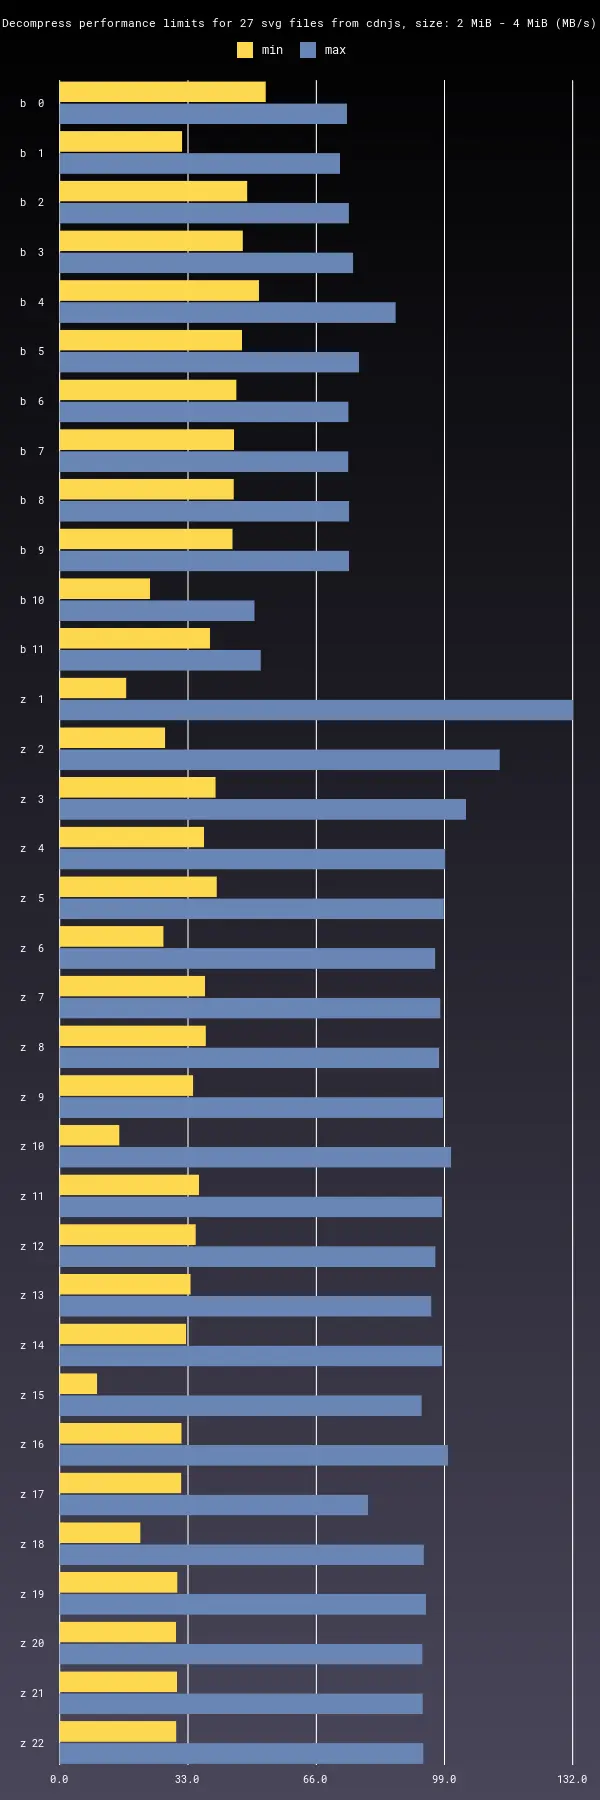 Decompress performance limits for 27 svg files from cdnjs, size: 2 MiB - 4 MiB (MB/s)
min max
b 0
b 1
b 2
b 3
b 4
b 5
b 6
b 7
b 8
b 9
b 10
b 11
z 1
z 2
z 3
z 4
z 5
z 6
z 7
z 8
z 9
z 10
z 11
z 12
z 13
z 14
z 15
z 16
z 17
z 18
z 19
z 20
z 21
z 22
0.0 33.0 66.0 99.0 132.0